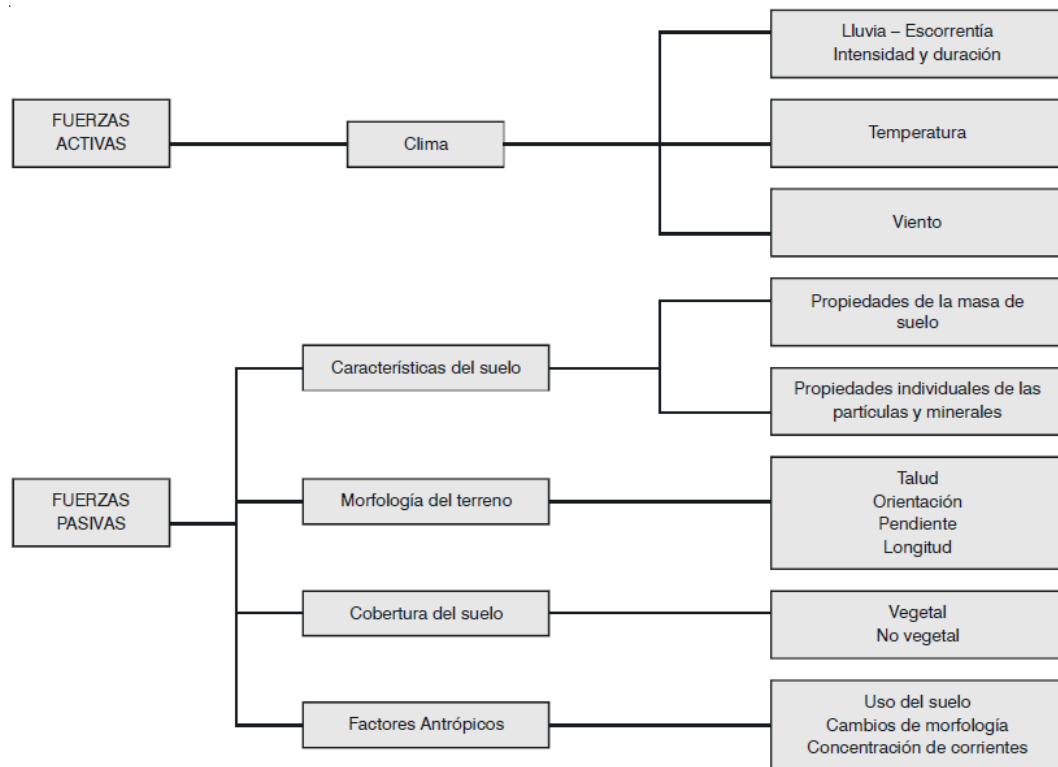 Lluvia – Escorrentía
Intensidad y duración
FUERZAS
ACTIVAS
Clima
Temperatura
Viento
Propiedades de la masa de
suelo
Características del suelo
Propiedades individuales de las
partículas y minerales
FUERZAS
PASIVAS
Morfología del terreno
Talud
Orientación
Pendiente
Longitud
Cobertura del suelo
Vegetal
No vegetal
Factores Antrópicos
Uso del suelo
Cambios de morfología
Concentración de corrientes